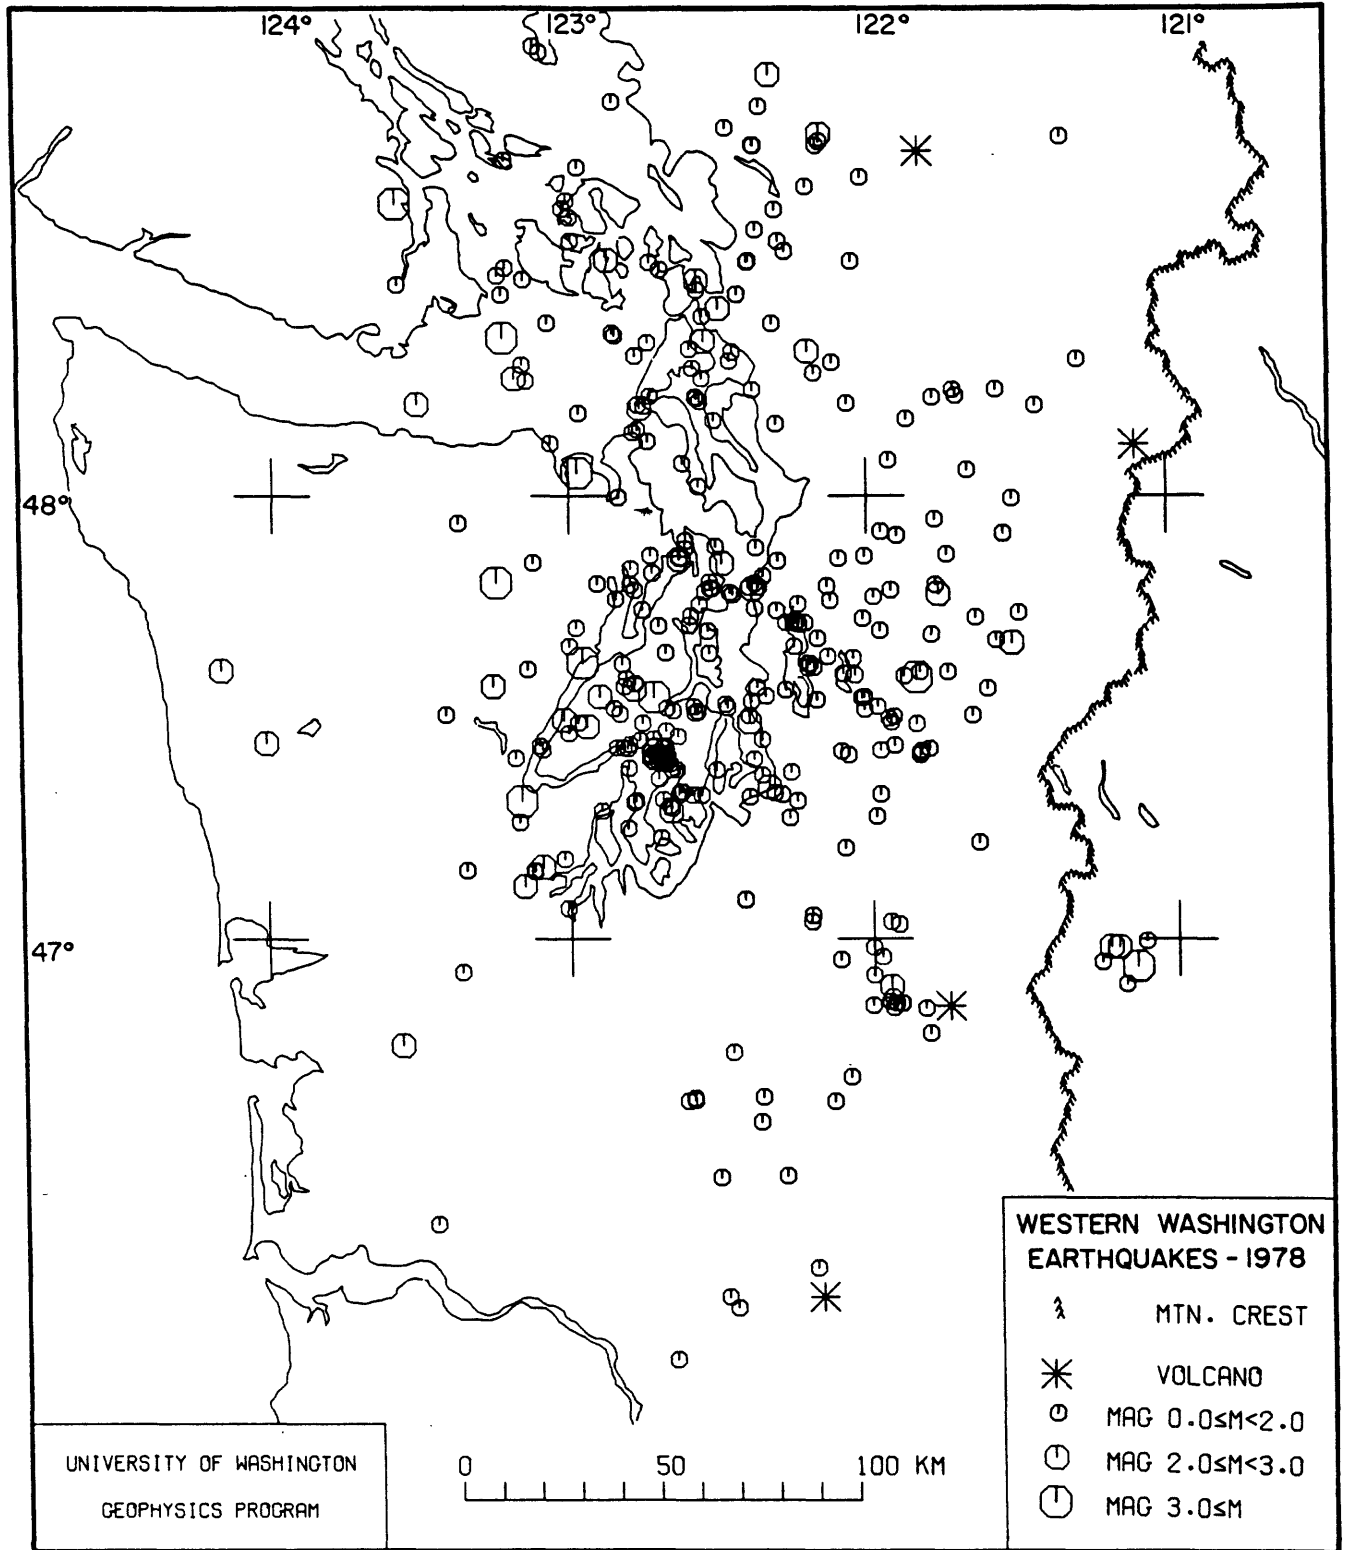 124° 123° 122° 121°
48°
47°
WESTERN WASHINGTON
EARTHQUAKES - 1978
MTN. CREST
VOLCANO
MAG 0.0≤M<2.0
MAG 2.0≤M<3.0
MAG 3.0≤M
UNIVERSITY OF WASHINGTON
GEOPHYSICS PROGRAM
0 50 100 KM